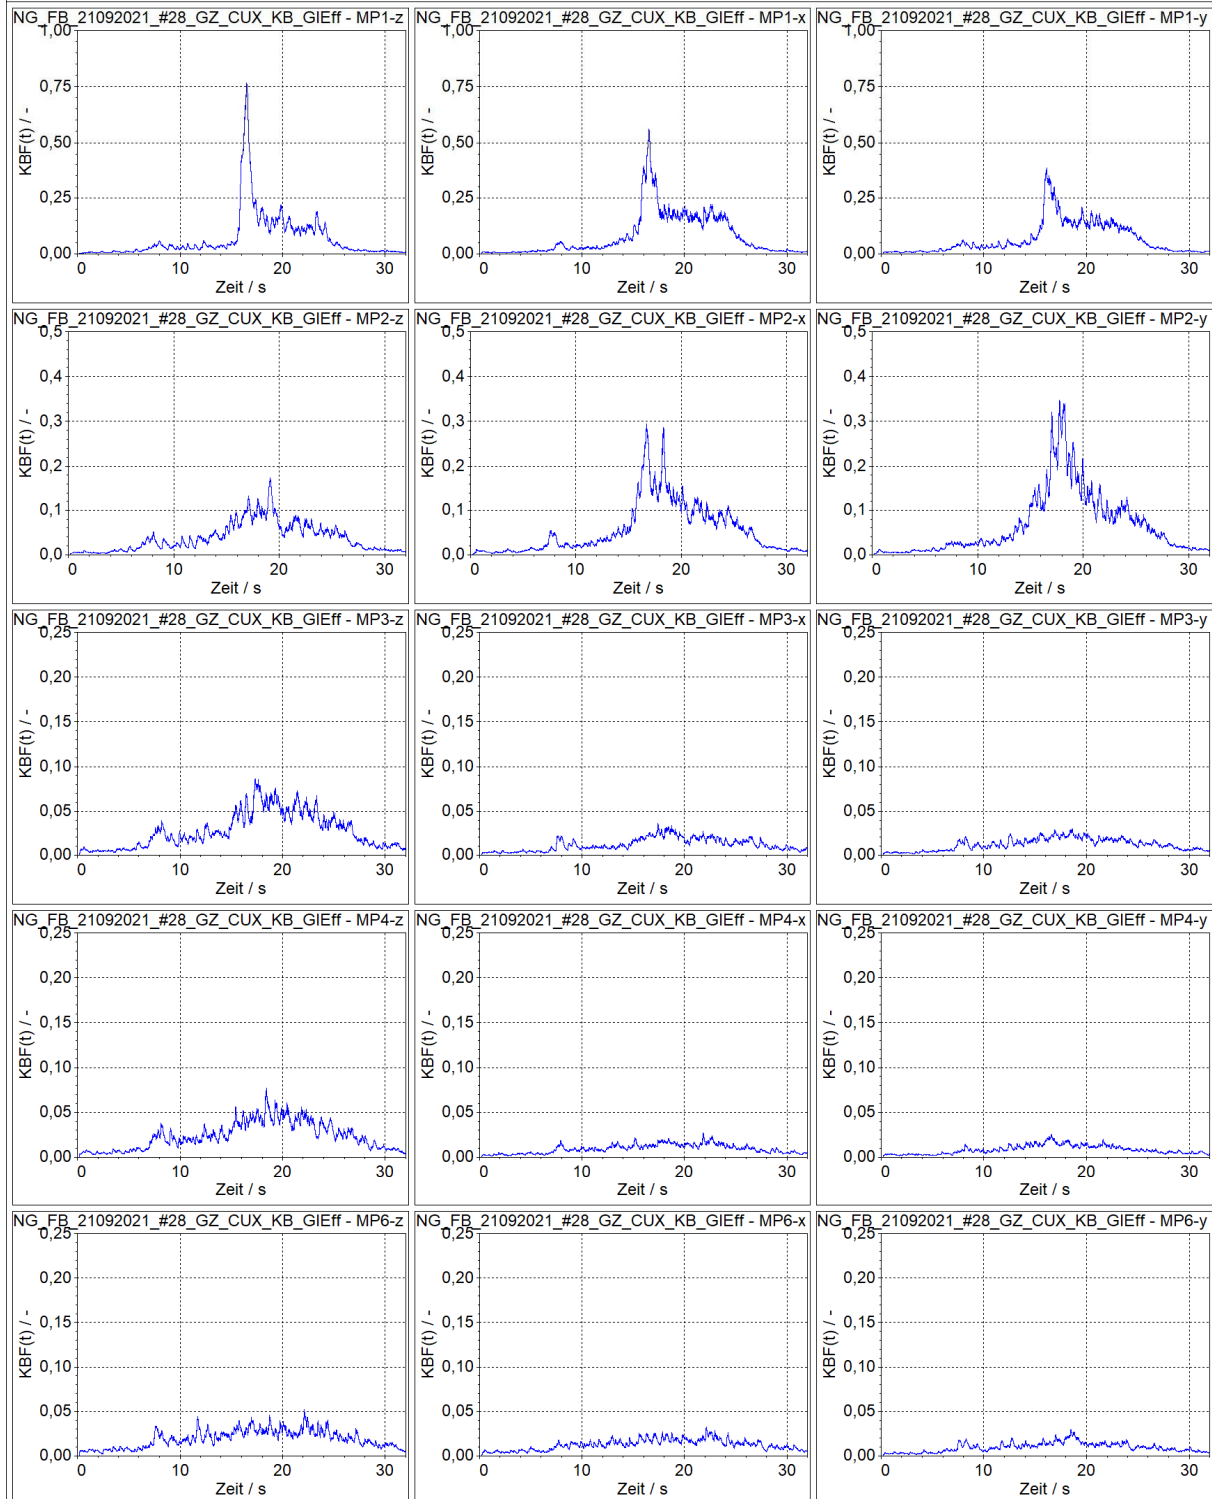 NG_FB_21092021_#28_GZ_CUX_KB_GIEff - MP1-z
1,00
0,75
0,50
0,25
0,00
KBF(t) / -
0 10 20 30
Zeit / s
NG_FB_21092021_#28_GZ_CUX_KB_GIEff - MP1-x
1,00
0,75
0,50
0,25
0,00
KBF(t) / -
0 10 20 30
Zeit / s
NG_FB_21092021_#28_GZ_CUX_KB_GIEff - MP1-y
1,00
0,75
0,50
0,25
0,00
KBF(t) / -
0 10 20 30
Zeit / s
NG_FB_21092021_#28_GZ_CUX_KB_GIEff - MP2-z
0,5
0,4
0,3
0,2
0,1
0,0
KBF(t) / -
0 10 20 30
Zeit / s
NG_FB_21092021_#28_GZ_CUX_KB_GIEff - MP2-x
0,5
0,4
0,3
0,2
0,1
0,0
KBF(t) / -
0 10 20 30
Zeit / s
NG_FB_21092021_#28_GZ_CUX_KB_GIEff - MP2-y
0,5
0,4
0,3
0,2
0,1
0,0
KBF(t) / -
0 10 20 30
Zeit / s
NG_FB_21092021_#28_GZ_CUX_KB_GIEff - MP3-z
0,25
0,20
0,15
0,10
0,05
0,00
KBF(t) / -
0 10 20 30
Zeit / s
NG_FB_21092021_#28_GZ_CUX_KB_GIEff - MP3-x
0,25
0,20
0,15
0,10
0,05
0,00
KBF(t) / -
0 10 20 30
Zeit / s
NG_FB_21092021_#28_GZ_CUX_KB_GIEff - MP3-y
0,25
0,20
0,15
0,10
0,05
0,00
KBF(t) / -
0 10 20 30
Zeit / s
NG_FB_21092021_#28_GZ_CUX_KB_GIEff - MP4-z
0,25
0,20
0,15
0,10
0,05
0,00
KBF(t) / -
0 10 20 30
Zeit / s
NG_FB_21092021_#28_GZ_CUX_KB_GIEff - MP4-x
0,25
0,20
0,15
0,10
0,05
0,00
KBF(t) / -
0 10 20 30
Zeit / s
NG_FB_21092021_#28_GZ_CUX_KB_GIEff - MP4-y
0,25
0,20
0,15
0,10
0,05
0,00
KBF(t) / -
0 10 20 30
Zeit / s
NG_FB_21092021_#28_GZ_CUX_KB_GIEff - MP6-z
0,25
0,20
0,15
0,10
0,05
0,00
KBF(t) / -
0 10 20 30
Zeit / s
NG_FB_21092021_#28_GZ_CUX_KB_GIEff - MP6-x
0,25
0,20
0,15
0,10
0,05
0,00
KBF(t) / -
0 10 20 30
Zeit / s
NG_FB_21092021_#28_GZ_CUX_KB_GIEff - MP6-y
0,25
0,20
0,15
0,10
0,05
0,00
KBF(t) / -
0 10 20 30
Zeit / s